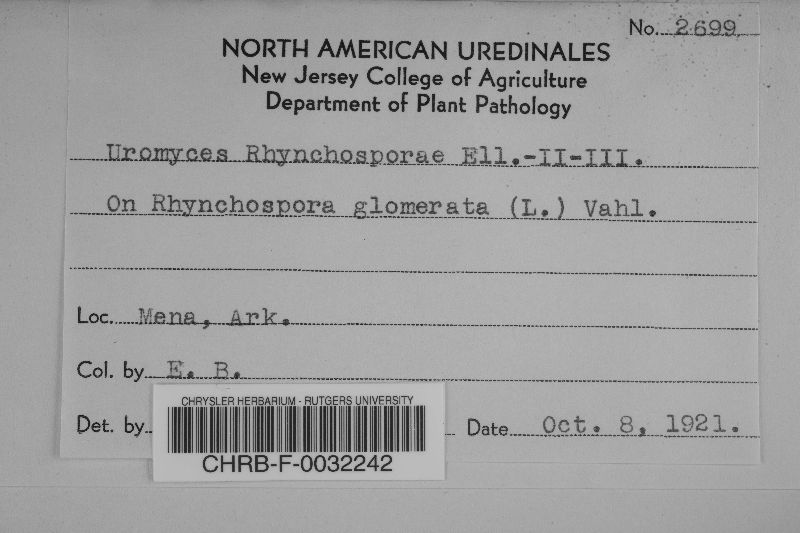 No. 2699
NORTH AMERICAN UREDINALES
New Jersey College of Agriculture
Department of Plant Pathology
Uromyces Rhynchosporae Ell.-II-III.
On Rhynchospora glomerata (L.) Vahl.
Loc. Mena, Ark.
Col. by E. B.
Det. by
Date Oct. 8, 1921.
CHRYSLER HERBARIUM - RUTGERS UNIVERSITY
CHRB-F-0032242